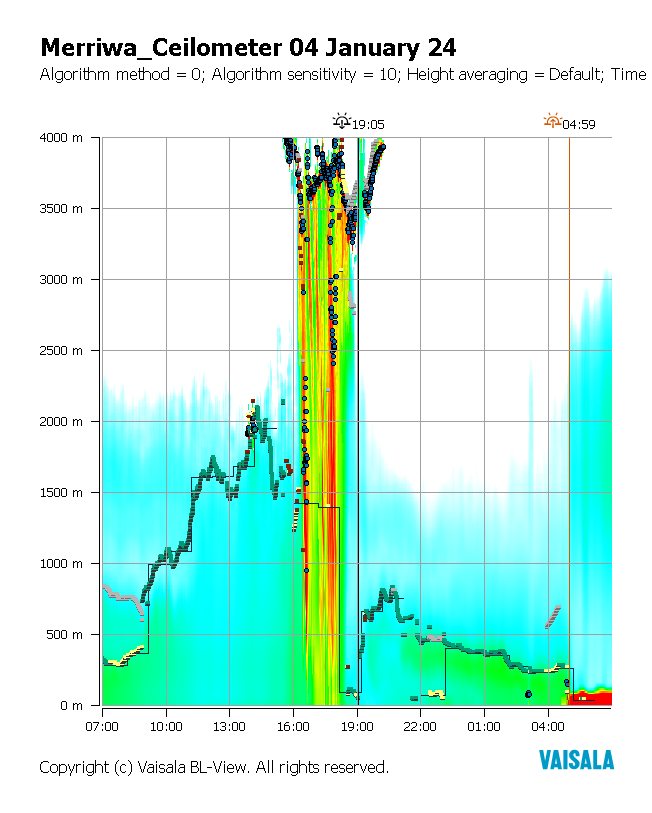 Merriwa_Ceilometer 04 January 24
Algorithm method = 0; Algorithm sensitivity = 10; Height averaging = Default; Time
19:05 04:59
4000 m
3500 m
3000 m
2500 m
2000 m
1500 m
1000 m
500 m
0 m
07:00 10:00 13:00 16:00 19:00 22:00 01:00 04:00
Copyright (c) Vaisala BL-View. All rights reserved.
VAISALA